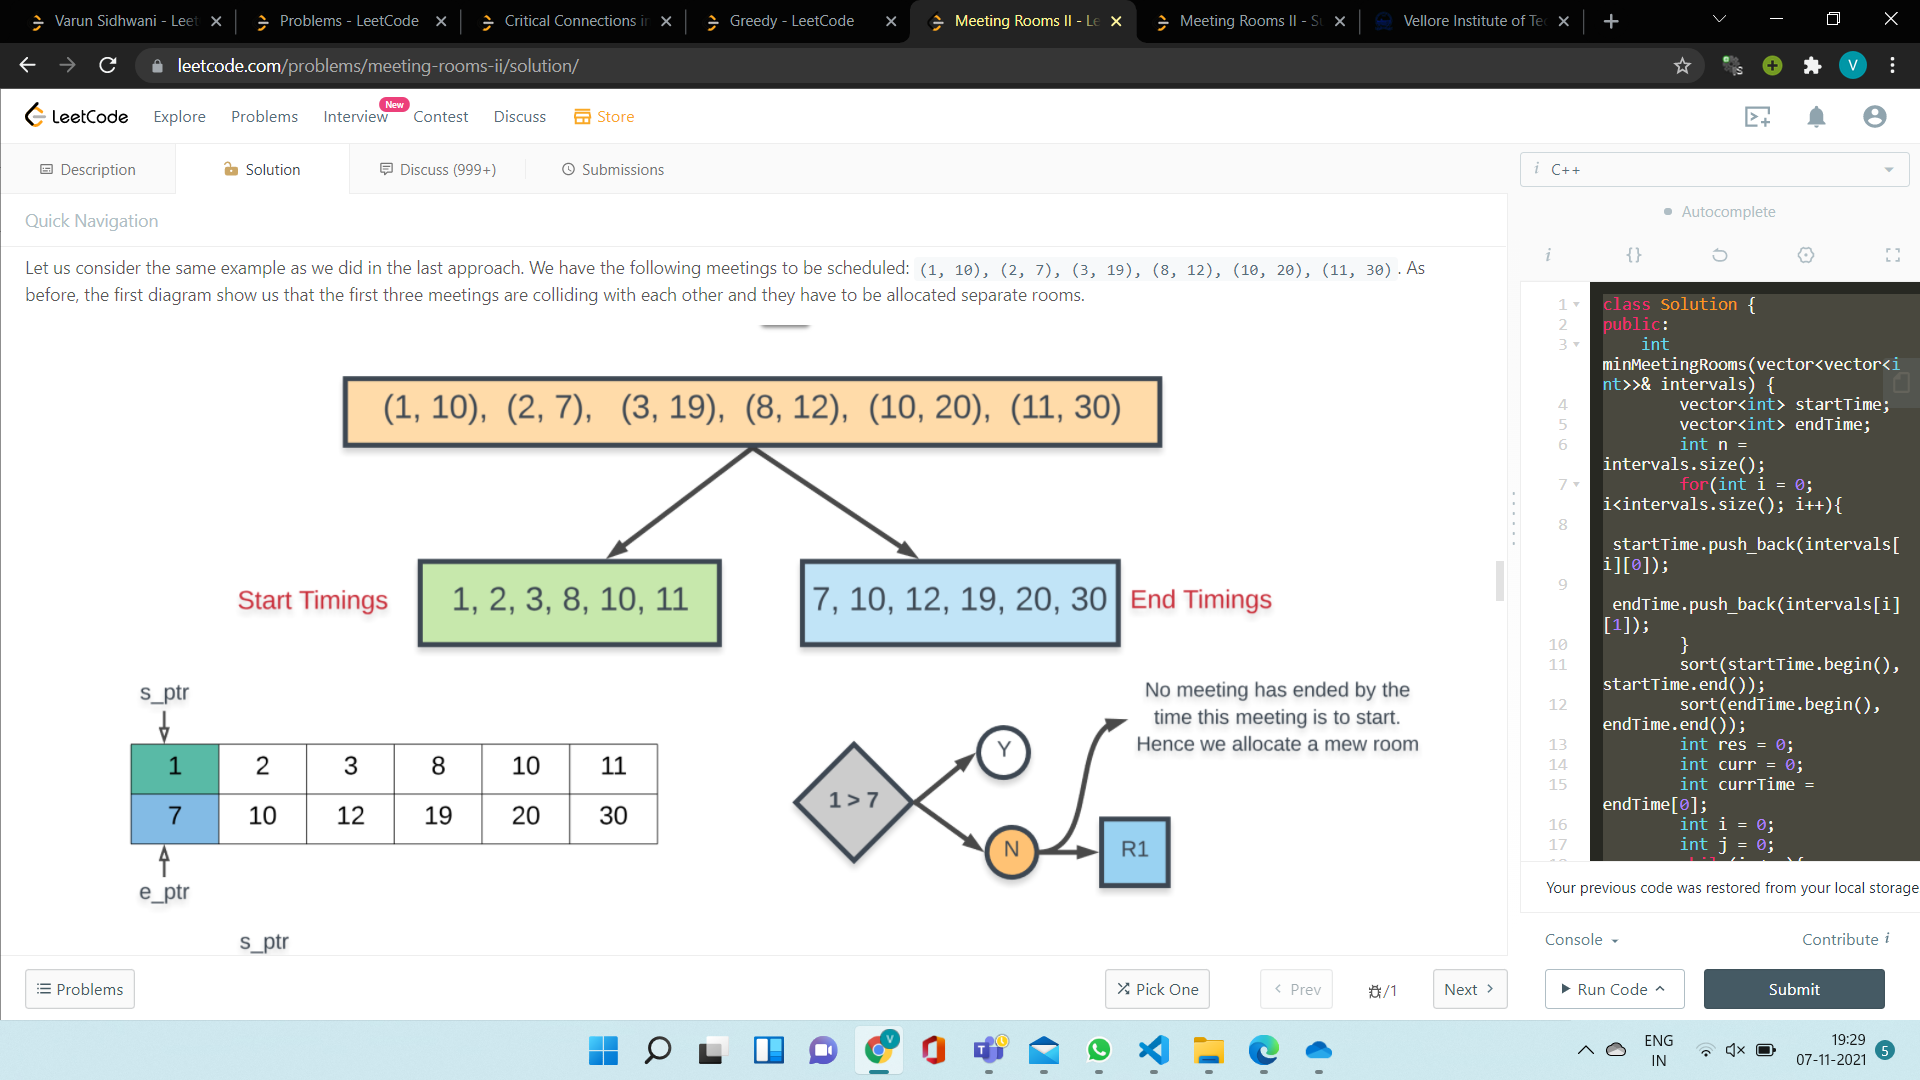 Varun Sidhwani - Leet
Problems - LeetCode
Critical Connections in
Greedy - LeetCode
Meeting Rooms II - Le
Meeting Rooms II - Su
Vellore Institute of Tec
leetcode.com/problems/meeting-rooms-ii/solution/
V
LeetCode
Explore
Problems
Interview
New
Contest
Discuss
Store
Description
Solution
Discuss (999+)
Submissions
i C++
Quick Navigation
Autocomplete
Let us consider the same example as we did in the last approach. We have the following meetings to be scheduled: (1, 10), (2, 7), (3, 19), (8, 12), (10, 20), (11, 30) . As
before, the first diagram show us that the first three meetings are colliding with each other and they have to be allocated separate rooms.
(1, 10), (2, 7), (3, 19), (8, 12), (10, 20), (11, 30)
Start Timings
1, 2, 3, 8, 10, 11
7, 10, 12, 19, 20, 30
End Timings
s_ptr
1 2 3 8 10 11
7 10 12 19 20 30
e_ptr
s_ptr
1 > 7
Y
N
R1
No meeting has ended by the
time this meeting is to start.
Hence we allocate a mew room
i {}
1 class Solution {
2 public:
3 int
minMeetingRooms(vector<vector<i
nt>>& intervals) {
4 vector<int> startTime;
5 vector<int> endTime;
6 int n =
intervals.size();
7 for(int i = 0;
i<intervals.size(); i++){
8
startTime.push_back(intervals[
i][0]);
9
endTime.push_back(intervals[i]
[1]);
10 }
11 sort(startTime.begin(),
startTime.end());
12 sort(endTime.begin(),
endTime.end());
13 int res = 0;
14 int curr = 0;
15 int currTime =
endTime[0];
16 int i = 0;
17 int j = 0;
Your previous code was restored from your local storage
Console
Contribute i
Problems
Pick One
Prev
/1
Next
Run Code
Submit
V
ENG
IN
19:29
07-11-2021
5